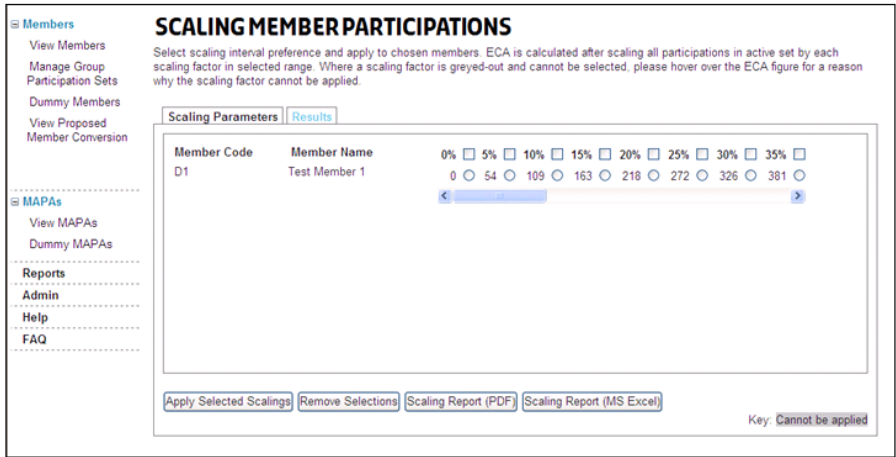 Members
View Members
Manage Group
Participation Sets
Dummy Members
View Proposed
Member Conversion
MAPAs
View MAPAs
Dummy MAPAs
Reports
Admin
Help
FAQ
SCALING MEMBER PARTICIPATIONS
Select scaling interval preference and apply to chosen members. ECA is calculated after scaling all participations in active set by each
scaling factor in selected range. Where a scaling factor is greyed-out and cannot be selected, please hover over the ECA figure for a reason
why the scaling factor cannot be applied.
Scaling Parameters Results
Member Code Member Name 0% 5% 10% 15% 20% 25% 30% 35%
D1 Test Member 1 0 54 109 163 218 272 326 381
Apply Selected Scalings Remove Selections Scaling Report (PDF) Scaling Report (MS Excel)
Key: Cannot be applied